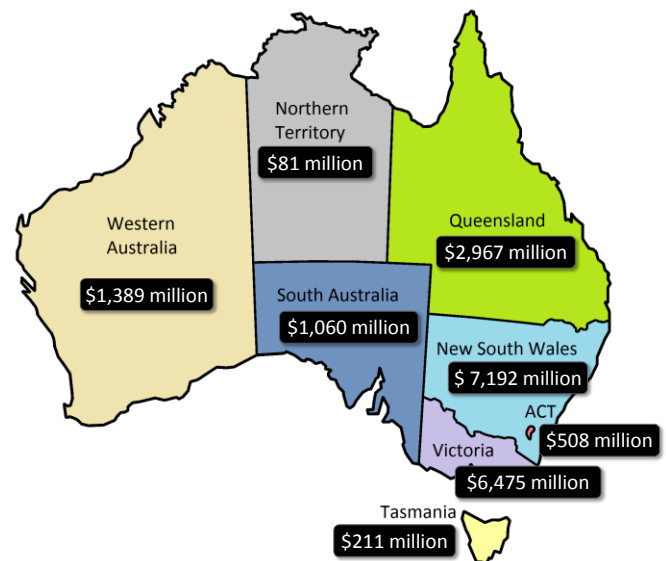 Northern
Territory
$81 million
Western
Australia
$1,389 million
Queensland
$2,967 million
South Australia
$1,060 million
New South Wales
$ 7,192 million
ACT
$508 million
Victoria
$6,475 million
Tasmania
$211 million